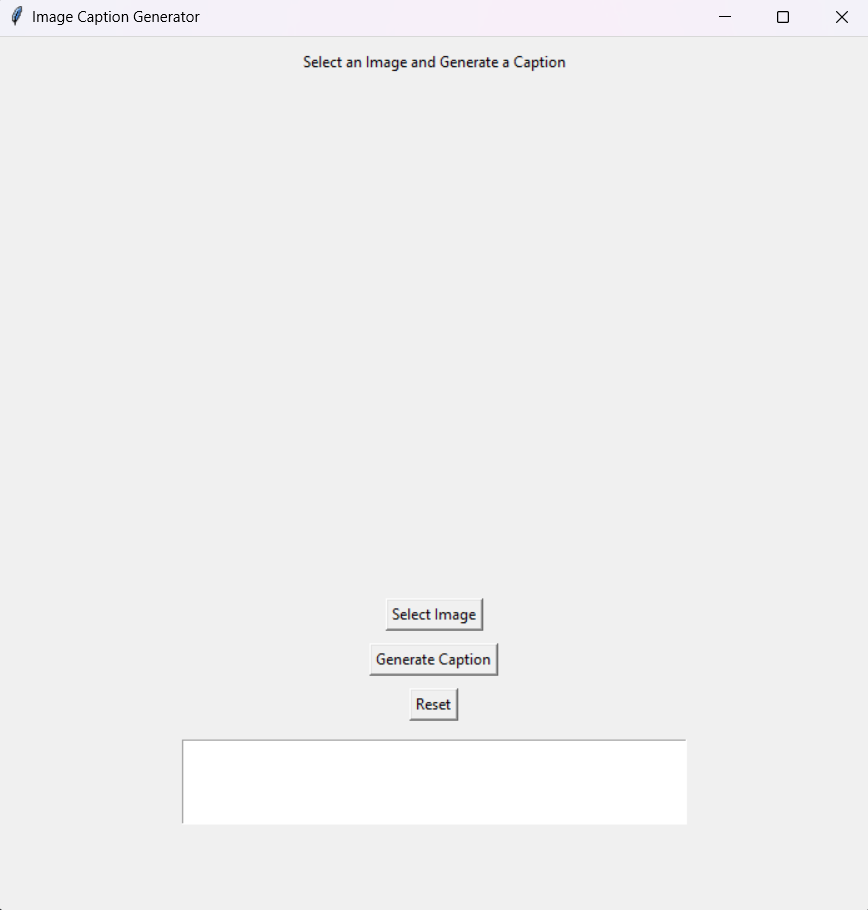 Image Caption Generator
Select an Image and Generate a Caption
Select Image
Generate Caption
Reset